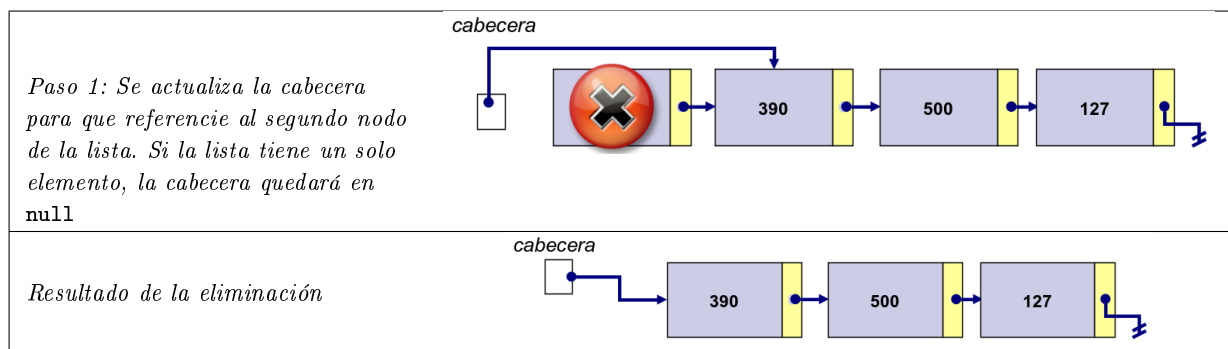 cabecera
Paso 1: Se actualiza la cabecera
para que referencie al segundo nodo
de la lista. Si la lista tiene un solo
elemento, la cabecera quedará en
null
390
500
127
cabecera
Resultado de la eliminación
390
500
127